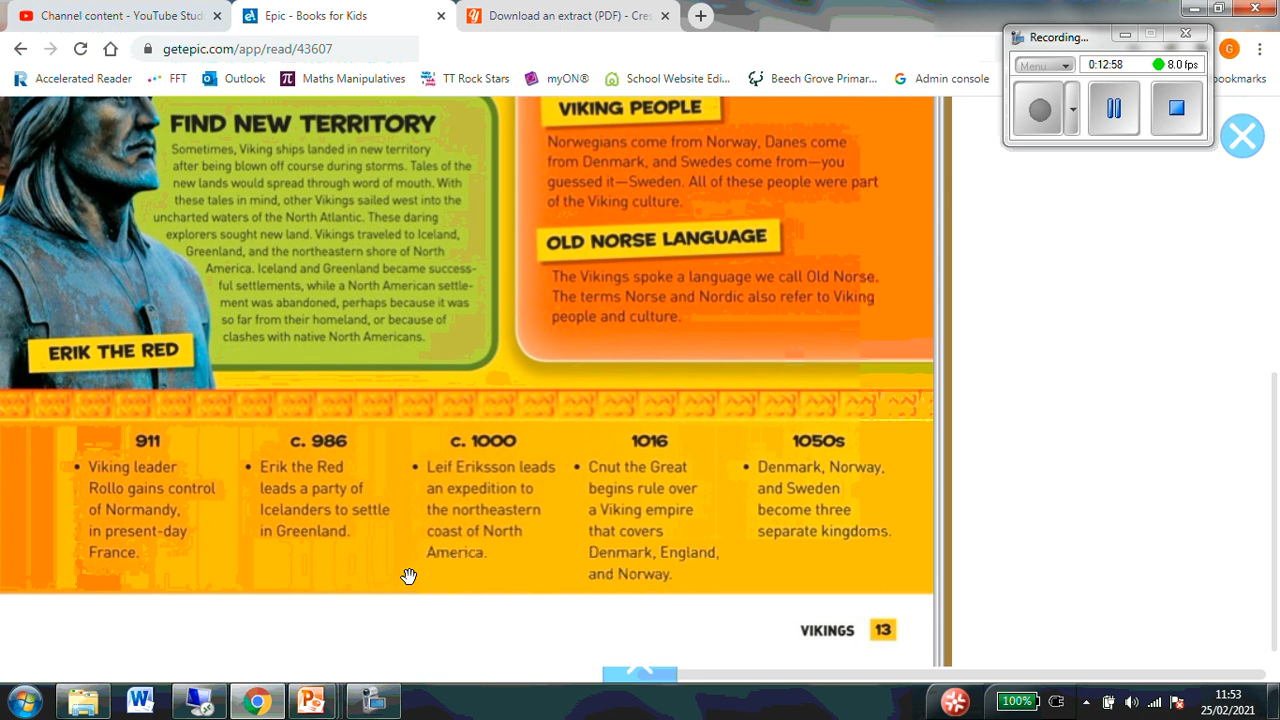 Channel content - YouTube Stud
Epic - Books for Kids
Download an extract (PDF) - Cres
getepic.com/app/read/43607
Accelerated Reader
FFT
Outlook
Maths Manipulatives
TT Rock Stars
myON®
School Website Edi...
Beech Grove Primar...
Admin console
bookmarks
G
Recording...
Menu
0:12:58
8.0 fps
FIND NEW TERRITORY
Sometimes, Viking ships landed in new territory
after being blown off course during storms. Tales of the
new lands would spread through word of mouth. With
these tales in mind, other Vikings sailed west into the
uncharted waters of the North Atlantic. These daring
explorers sought new land. Vikings traveled to Iceland,
Greenland, and the northeastern shore of North
America. Iceland and Greenland became success-
ful settlements, while a North American settle-
ment was abandoned, perhaps because it was
so far from their homeland, or because of
clashes with native North Americans.
ERIK THE RED
VIKING PEOPLE
Norwegians come from Norway, Danes come
from Denmark, and Swedes come from—you
guessed it—Sweden. All of these people were part
of the Viking culture.
OLD NORSE LANGUAGE
The Vikings spoke a language we call Old Norse.
The terms Norse and Nordic also refer to Viking
people and culture.
911
• Viking leader
Rollo gains control
of Normandy,
in present-day
France.
c. 986
• Erik the Red
leads a party of
Icelanders to settle
in Greenland.
c. 1000
• Leif Eriksson leads
an expedition to
the northeastern
coast of North
America.
1016
• Cnut the Great
begins rule over
a Viking empire
that covers
Denmark, England,
and Norway.
1050s
• Denmark, Norway,
and Sweden
become three
separate kingdoms.
VIKINGS 13
100%
11:53
25/02/2021